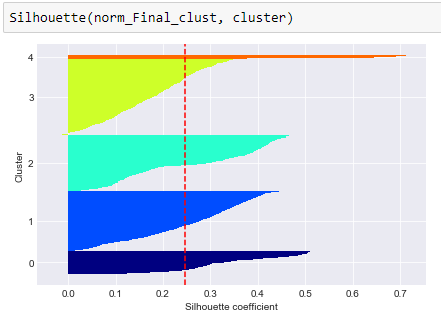 Silhouette(norm_Final_clust, cluster)
4
3
2
1
0
Cluster
0.0 0.1 0.2 0.3 0.4 0.5 0.6 0.7
Silhouette coefficient